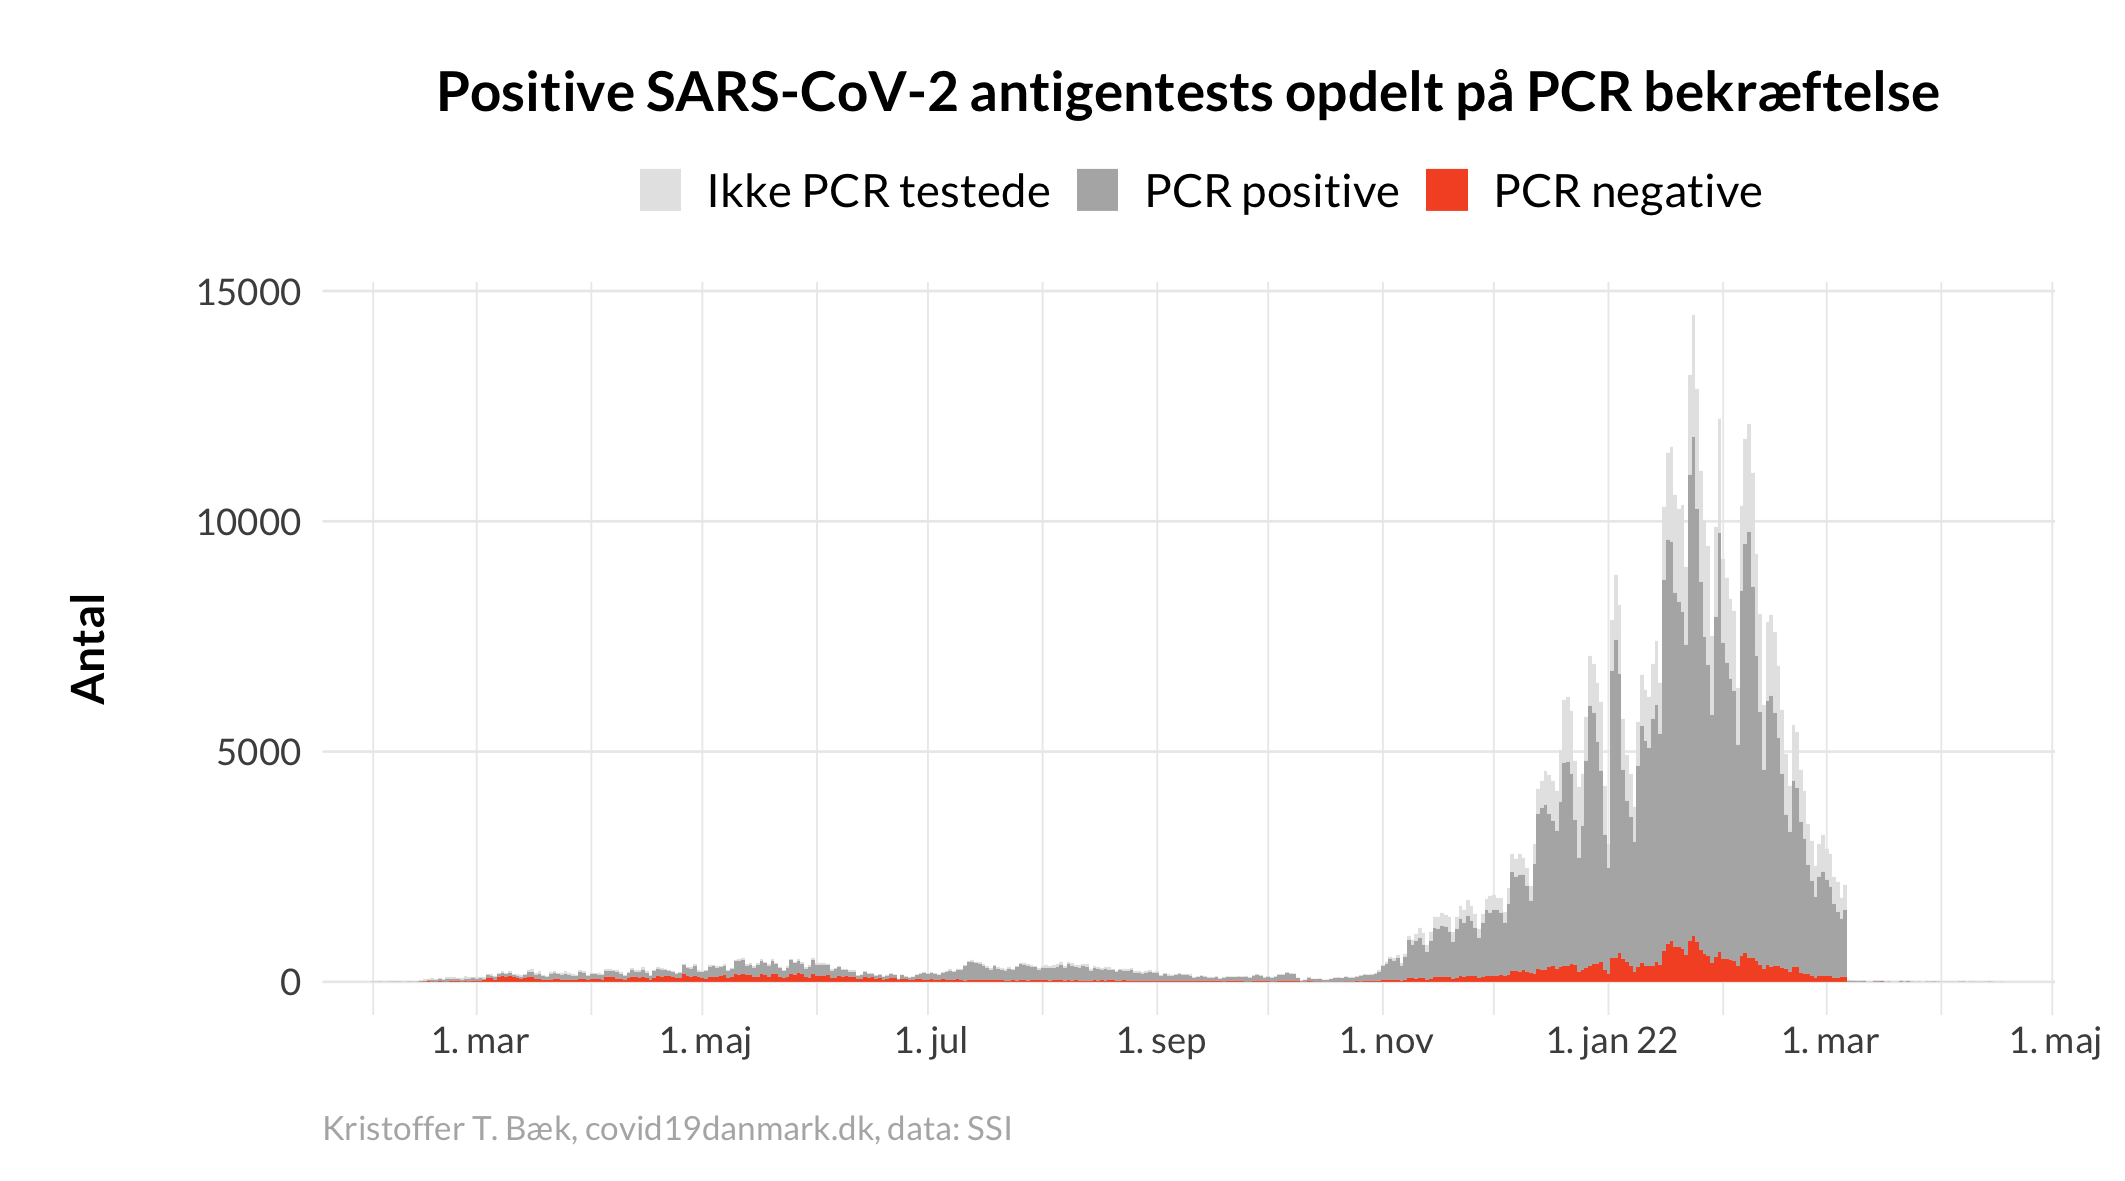 Positive SARS-CoV-2 antigentests opdelt på PCR bekræftelse
Ikke PCR testede PCR positive PCR negative
15000
10000
5000
0
Antal
1. mar 1. maj 1. jul 1. sep 1. nov 1. jan 22 1. mar 1. maj
Kristoffer T. Bæk, covid19danmark.dk, data: SSI